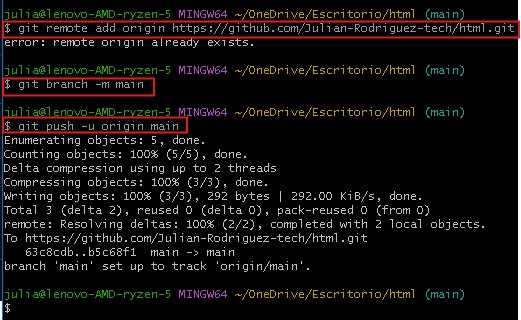 julia@lenovo-AMD-ryzen-5 MINGW64 ~/OneDrive/Escritorio/html (main)
$ git remote add origin https://github.com/Julian-Rodriguez-tech/html.git
error: remote origin already exists.
julia@lenovo-AMD-ryzen-5 MINGW64 ~/OneDrive/Escritorio/html (main)
$ git branch -m main
julia@lenovo-AMD-ryzen-5 MINGW64 ~/OneDrive/Escritorio/html (main)
$ git push -u origin main
Enumerating objects: 5, done.
Counting objects: 100% (5/5), done.
Delta compression using up to 2 threads
Compressing objects: 100% (3/3), done.
Writing objects: 100% (3/3), 292 bytes | 292.00 KiB/s, done.
Total 3 (delta 2), reused 0 (delta 0), pack-reused 0 (from 0)
remote: Resolving deltas: 100% (2/2), completed with 2 local objects.
To https://github.com/Julian-Rodriguez-tech/html.git
63c8cdb..b5c68f1 main -> main
branch 'main' set up to track 'origin/main'.
julia@lenovo-AMD-ryzen-5 MINGW64 ~/OneDrive/Escritorio/html (main)
$